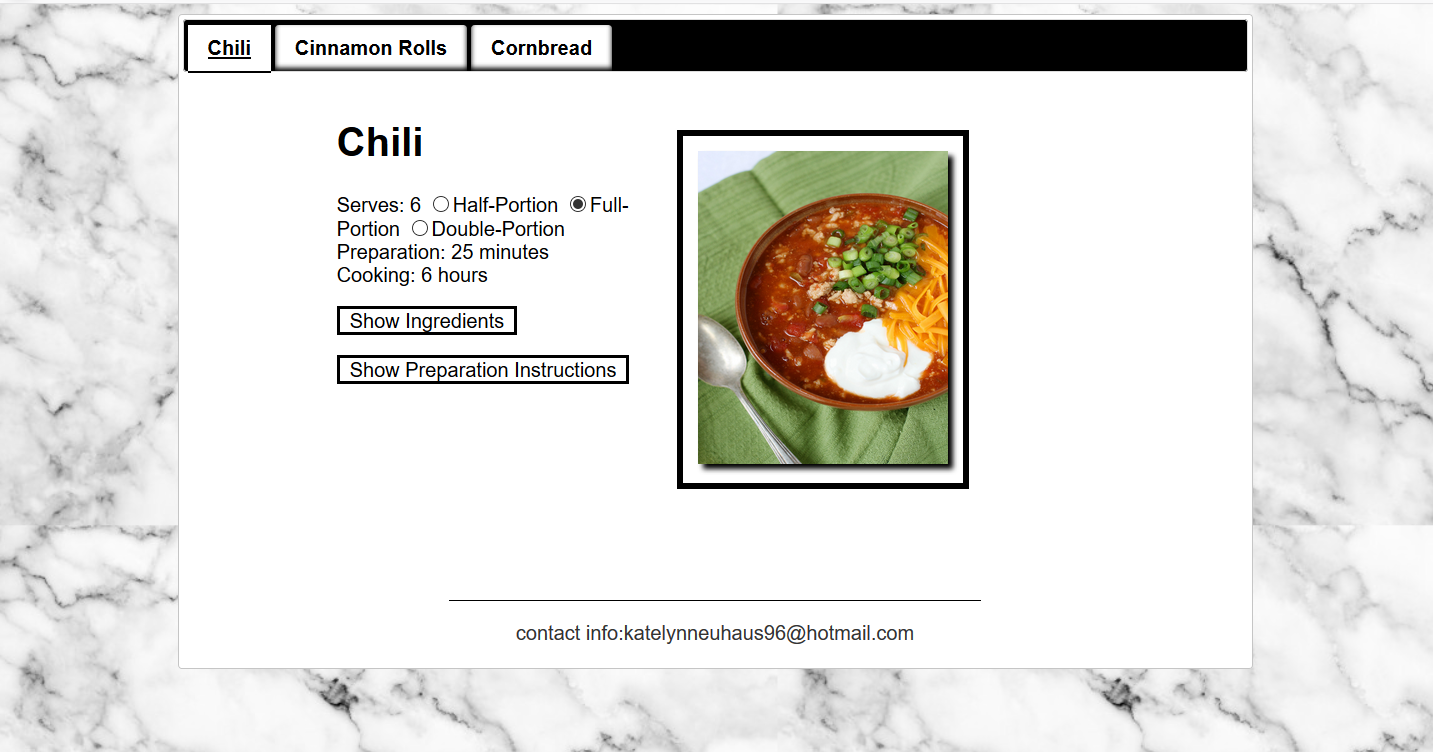 Chili
Cinnamon Rolls
Cornbread
Chili
Serves: 6 Half-Portion Full-
Portion Double-Portion
Preparation: 25 minutes
Cooking: 6 hours
Show Ingredients
Show Preparation Instructions
contact info:katelynneuhaus96@hotmail.com